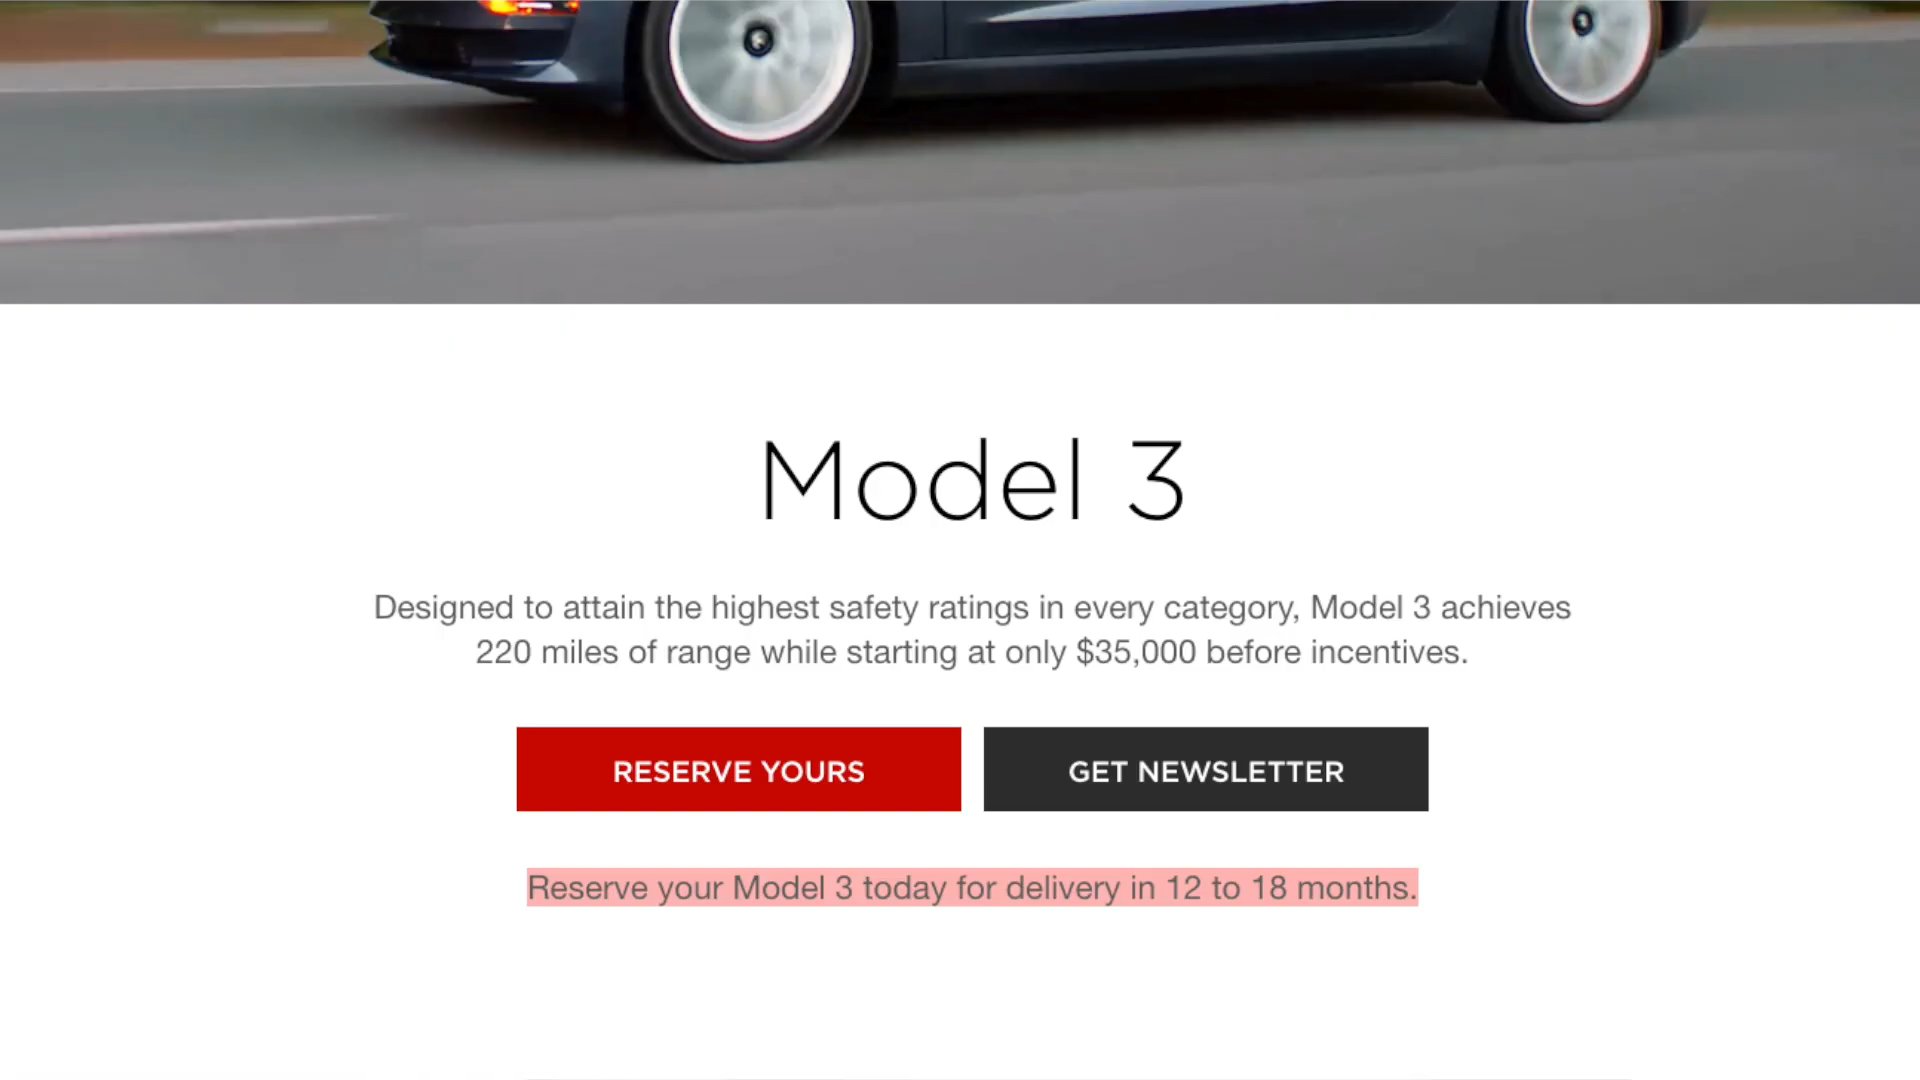 Model 3
Designed to attain the highest safety ratings in every category, Model 3 achieves
220 miles of range while starting at only $35,000 before incentives.
RESERVE YOURS
GET NEWSLETTER
Reserve your Model 3 today for delivery in 12 to 18 months.